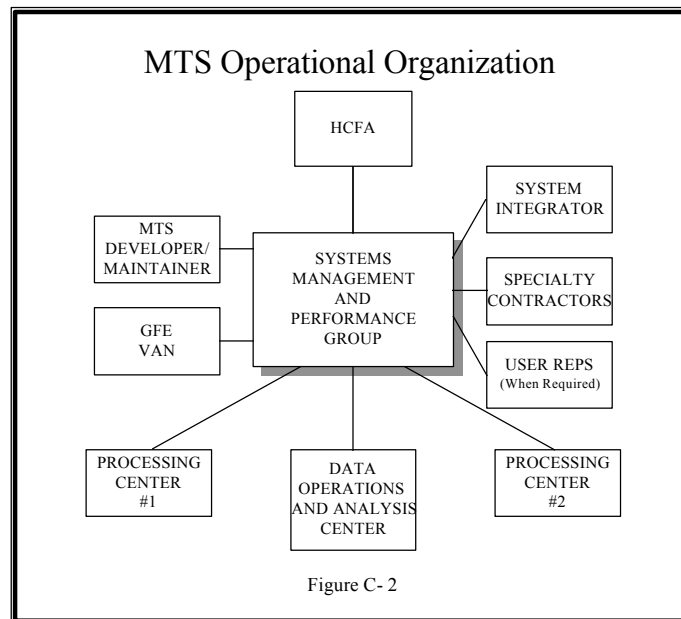 MTS Operational Organization
HCFA
SYSTEM
INTEGRATOR
MTS
DEVELOPER/
MAINTAINER
SYSTEMS
MANAGEMENT
AND
PERFORMANCE
GROUP
SPECIALTY
CONTRACTORS
GFE
VAN
USER REPS
(When Required)
PROCESSING
CENTER
#1
DATA
OPERATIONS
AND ANALYSIS
CENTER
PROCESSING
CENTER
#2
Figure C- 2